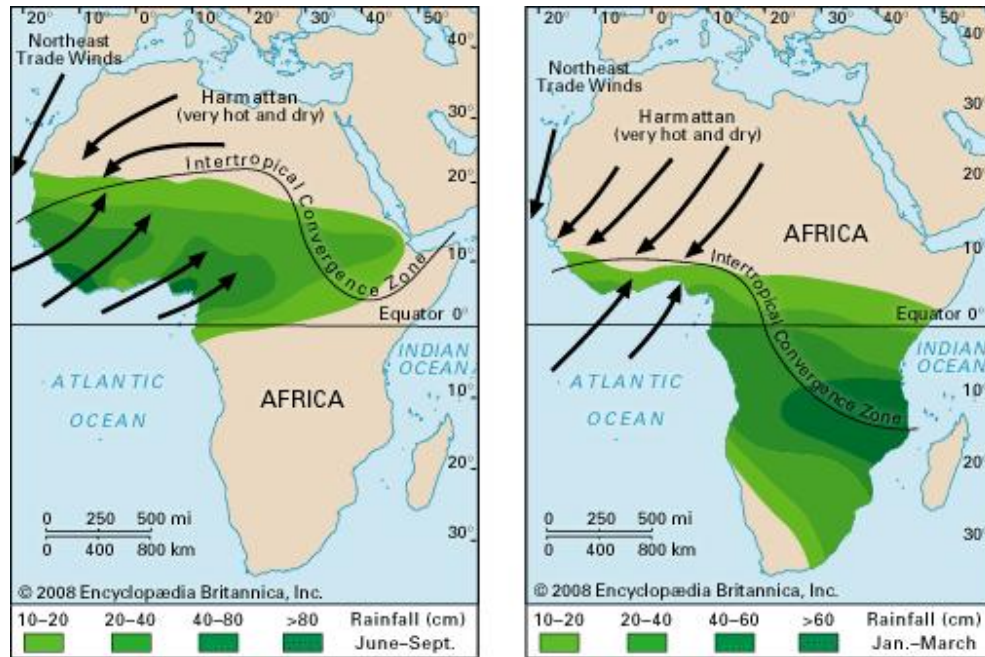 20° 10° 0° 10° 20° 30° 40° 50°
40°
Northeast
Trade Winds
Harmattan
(very hot and dry)
30°
Intertropical Convergence Zone
20°
10°
Equator 0°
INDIAN
OCEAN
ATLANTIC
OCEAN
AFRICA
10°
20°
0 250 500 mi
0 400 800 km
30°
© 2008 Encyclopædia Britannica, Inc.
10–20 20–40 40–80 >80 Rainfall (cm)
June–Sept.
20° 10° 0° 10° 20° 30° 40° 50°
40°
Northeast
Trade Winds
Harmattan
(very hot and dry)
30°
20°
AFRICA
10°
Intertropical Convergence Zone
Equator 0°
INDIAN
OCEAN
ATLANTIC
OCEAN
10°
20°
0 250 500 mi
0 400 800 km
30°
© 2008 Encyclopædia Britannica, Inc.
10–20 20–40 40–60 >60 Rainfall (cm)
Jan.–March